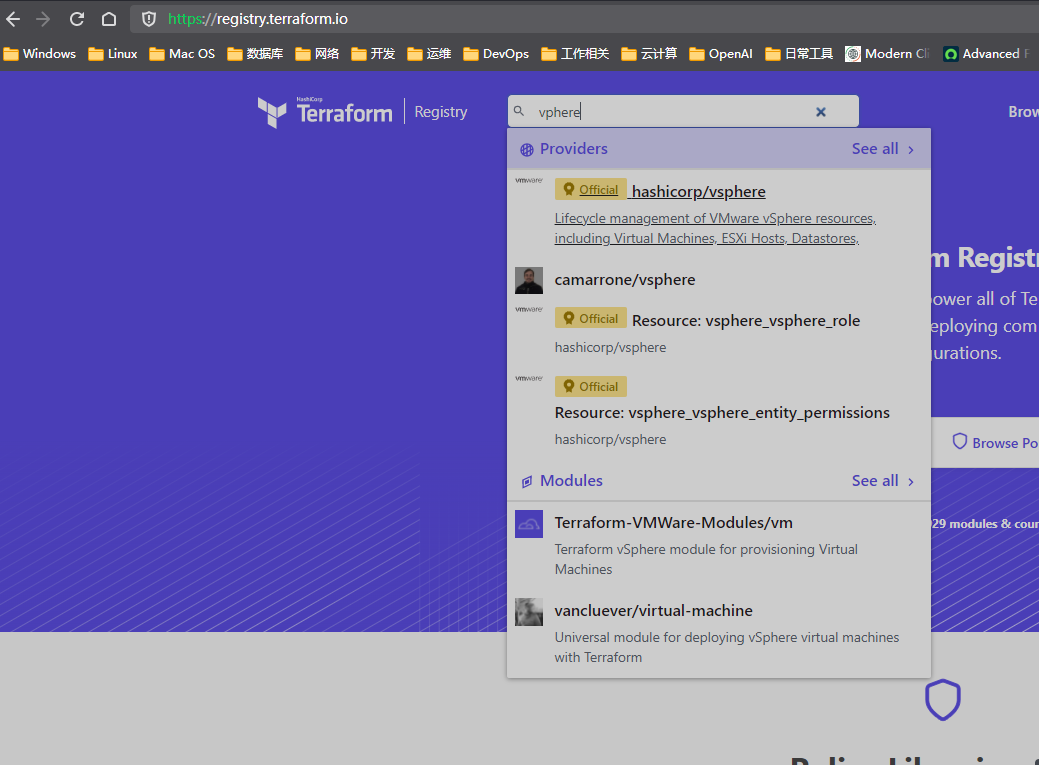 https://registry.terraform.io
Windows Linux Mac OS 数据库 网络 开发 运维 DevOps 工作相关 云计算 OpenAI 日常工具 Modern Advanced
HashiCorp
Terraform Registry
vphere
Providers See all
vmware Official hashicorp/vsphere
Lifecycle management of VMware vSphere resources,
including Virtual Machines, ESXi Hosts, Datastores,
camarrone/vsphere
vmware Official Resource: vsphere_vsphere_role
hashicorp/vsphere
vmware Official
Resource: vsphere_vsphere_entity_permissions
hashicorp/vsphere
Modules See all
Terraform-VMWare-Modules/vm
Terraform vSphere module for provisioning Virtual
Machines
vancluever/virtual-machine
Universal module for deploying vSphere virtual machines
with Terraform
Brow
m Registr
ower all of Te
eploying com
urations.
Browse Po
29 modules & coun